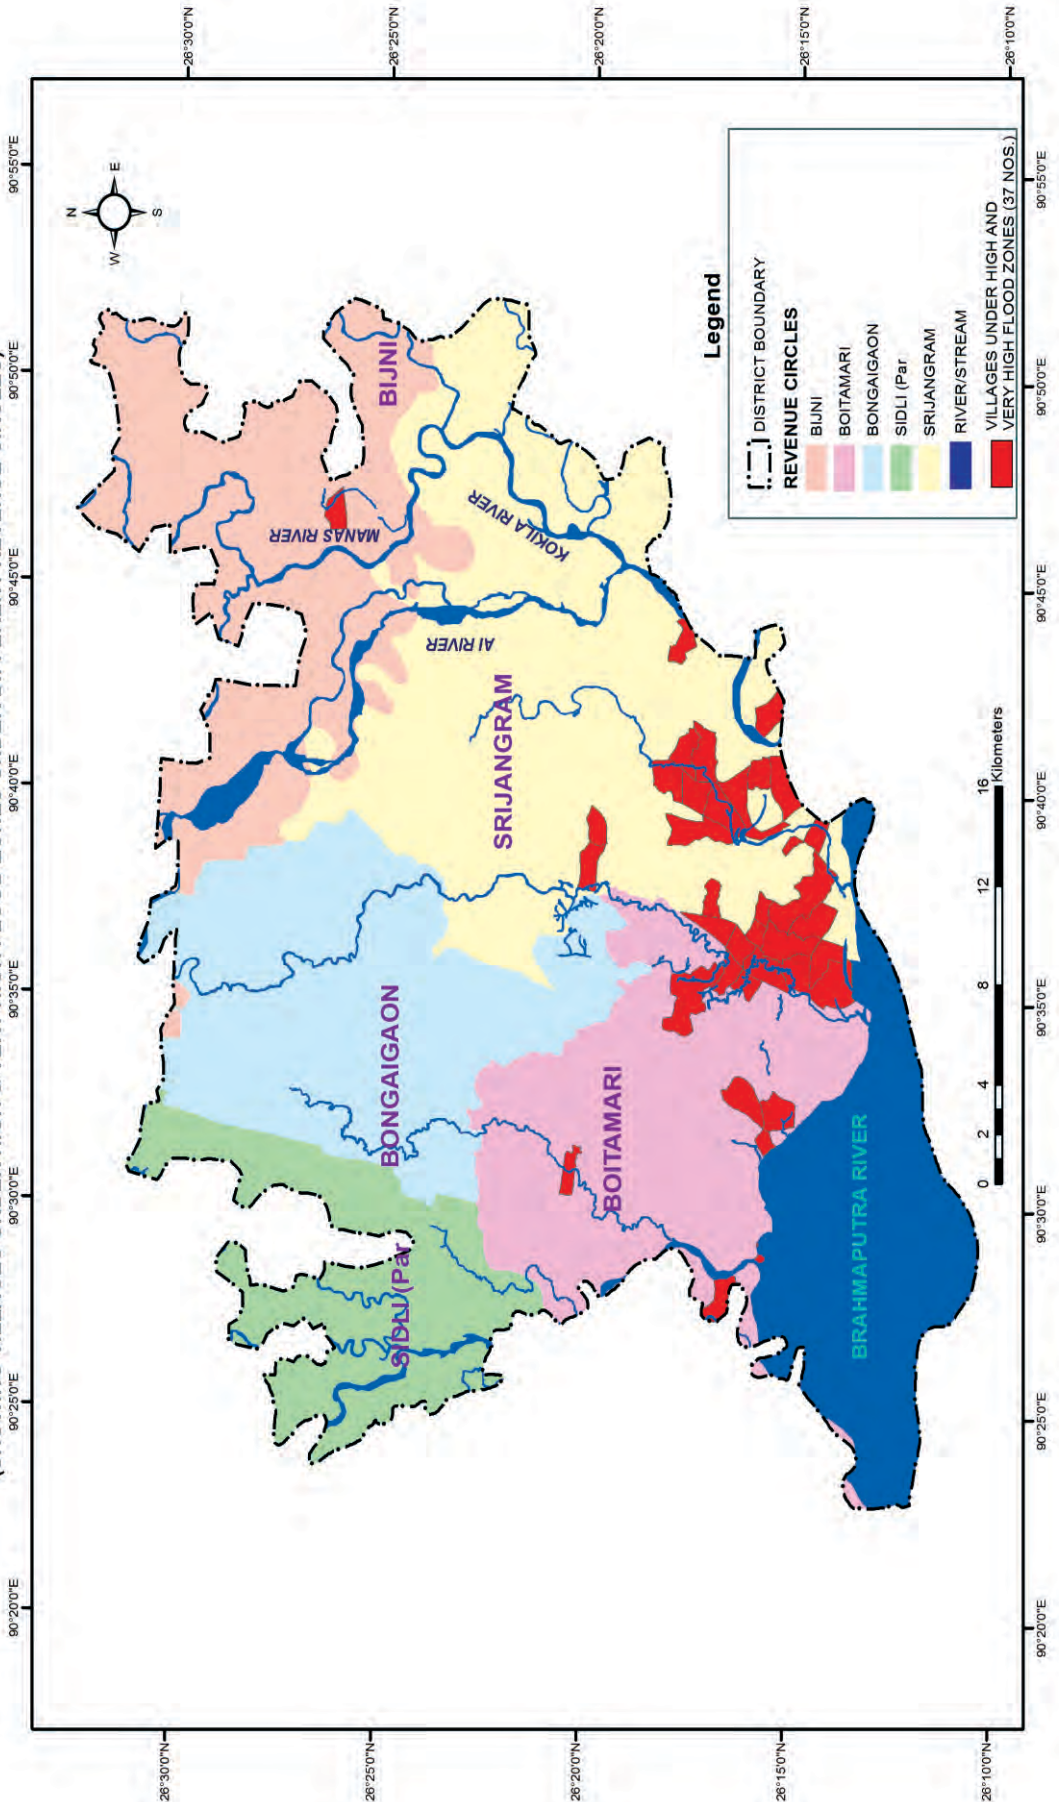 90°20'0"E 90°25'0"E 90°30'0"E 90°35'0"E 90°40'0"E 90°45'0"E 90°50'0"E 90°55'0"E
26°30'0"N
26°25'0"N
26°20'0"N
26°15'0"N
26°10'0"N
N
W
E
S
MANAS RIVER
BIJNI
SIDLI (Par
BONGAIGAON
AI RIVER
KOKILA RIVER
SRIJANGRAM
BOITAMARI
BRAHMAPUTRA RIVER
Legend
DISTRICT BOUNDARY
REVENUE CIRCLES
BIJNI
BOITAMARI
BONGAIGAON
SIDLI (Par
SRIJANGRAM
RIVER/STREAM
VILLAGES UNDER HIGH AND
VERY HIGH FLOOD ZONES (37 NOS.)
0 2 4 8 12 16
Kilometers
26°30'0"N
26°25'0"N
26°20'0"N
26°15'0"N
26°10'0"N
90°20'0"E 90°25'0"E 90°30'0"E 90°35'0"E 90°40'0"E 90°45'0"E 90°50'0"E 90°55'0"E